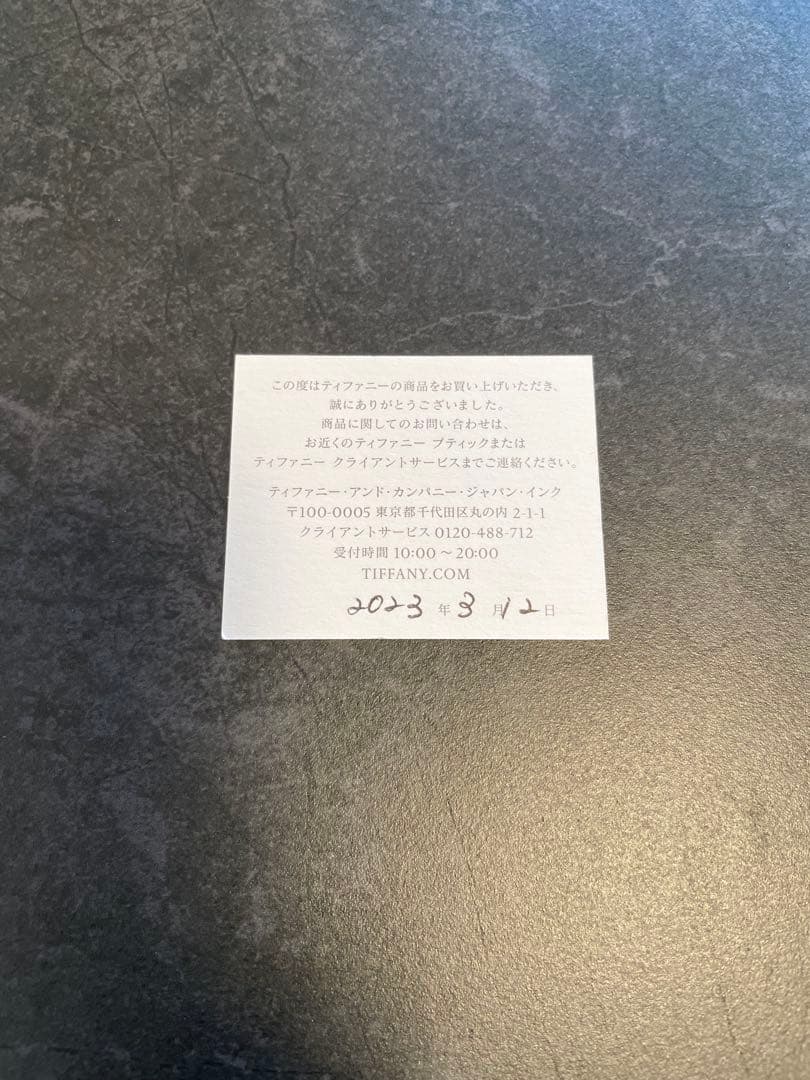 この度はティファニーの商品をお買い上げいただき、
誠にありがとうございました。
商品に関してのお問い合わせは、
お近くのティファニー ブティックまたは
ティファニー クライアントサービスまでご連絡ください。
ティファニー・アンド・カンパニー・ジャパン・インク
〒100-0005 東京都千代田区丸の内 2-1-1
クライアントサービス 0120-488-712
受付時間 10:00 〜 20:00
TIFFANY.COM
2023 年 3 月 12 日